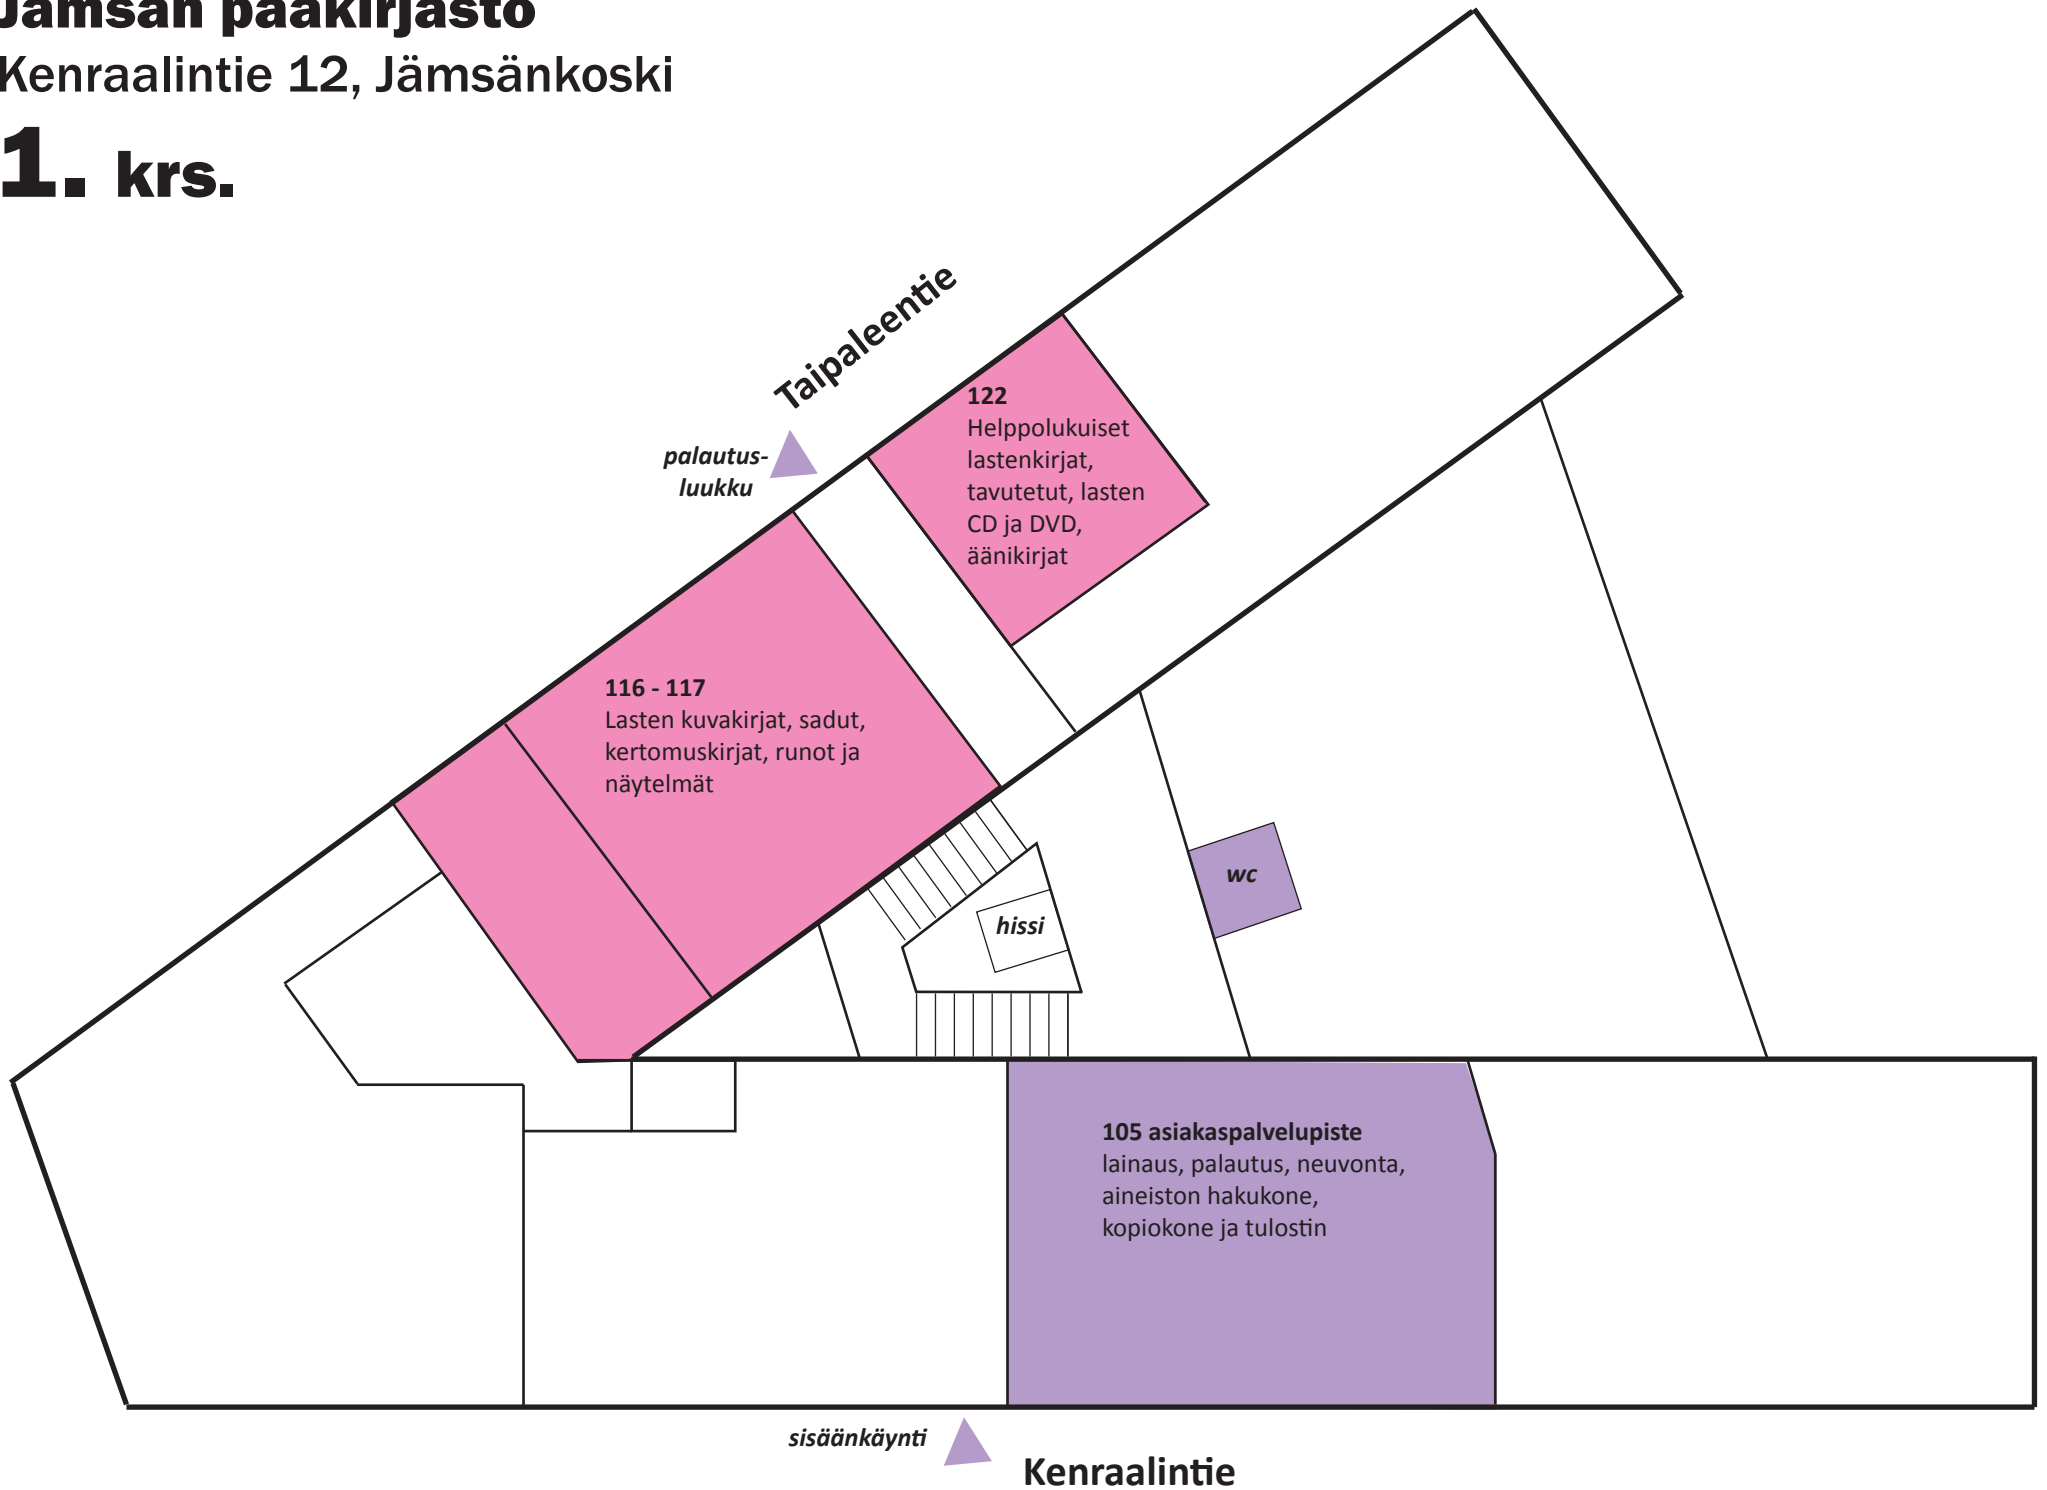 Jämsän pääkirjasto
Kenraalintie 12, Jämsänkoski
1. krs.
Taipaleentie
palautus-
luukku
122
Helppolukuiset
lastenkirjat,
tavutetut, lasten
CD ja DVD,
äänikirjat
116 - 117
Lasten kuvakirjat, sadut,
kertomuskirjat, runot ja
näytelmät
wc
hissi
105 asiakaspalvelupiste
lainaus, palautus, neuvonta,
aineiston hakukone,
kopiokone ja tulostin
sisäänkäynti
Kenraalintie